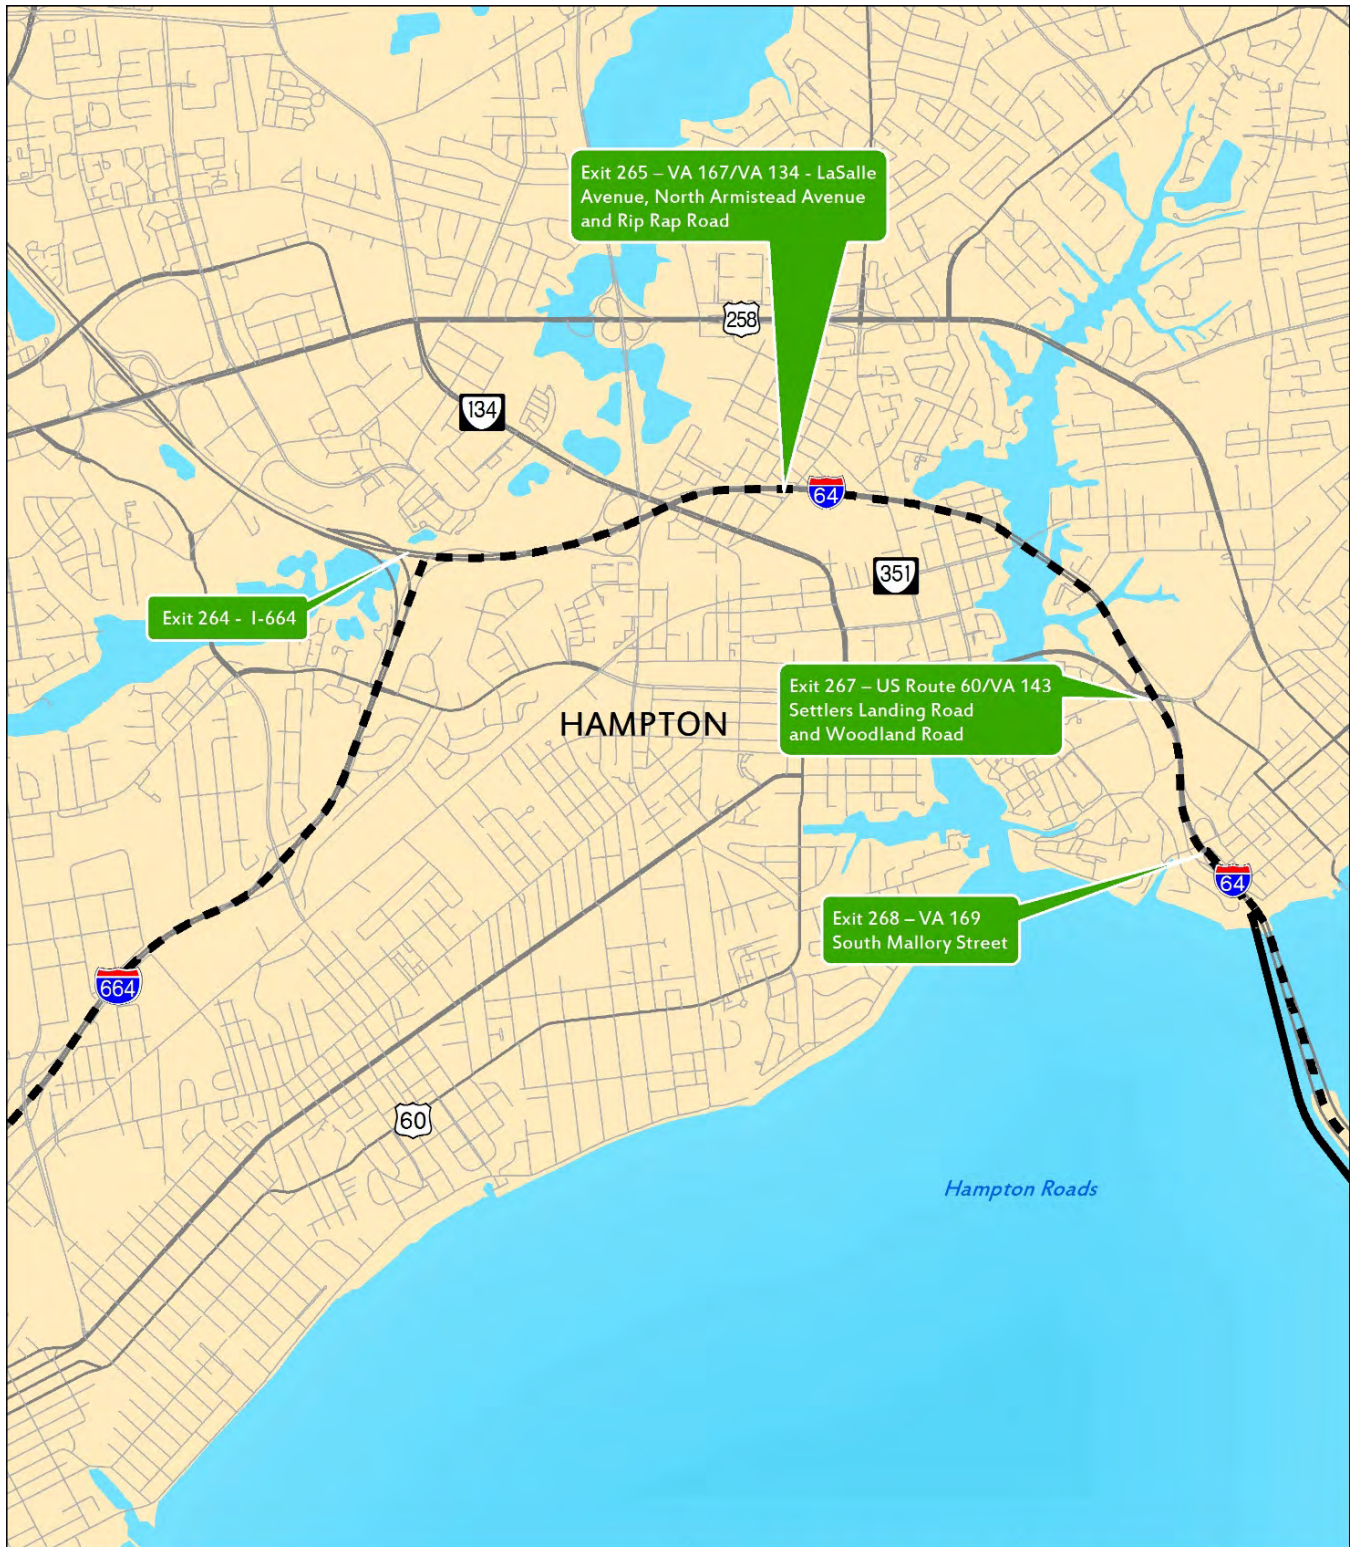 Exit 265 – VA 167/VA 134 - LaSalle
Avenue, North Armistead Avenue
and Rip Rap Road
258
134
64
351
Exit 264 - I-664
Exit 267 – US Route 60/VA 143
Settlers Landing Road
and Woodland Road
HAMPTON
64
Exit 268 – VA 169
South Mallory Street
664
60
Hampton Roads